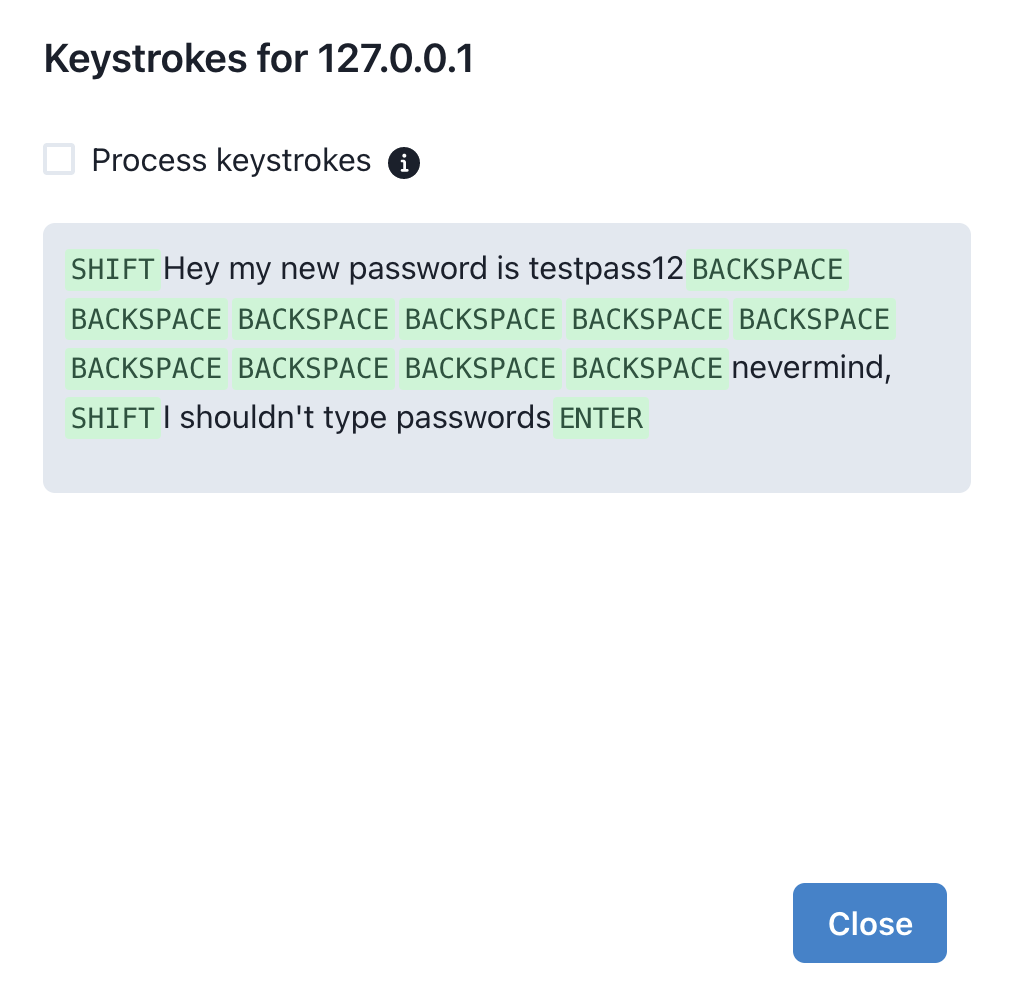 Keystrokes for 127.0.0.1
Process keystrokes i
SHIFT Hey my new password is testpass12 BACKSPACE
BACKSPACE BACKSPACE BACKSPACE BACKSPACE BACKSPACE
BACKSPACE BACKSPACE BACKSPACE BACKSPACE nevermind,
SHIFT I shouldn't type passwords ENTER
Close